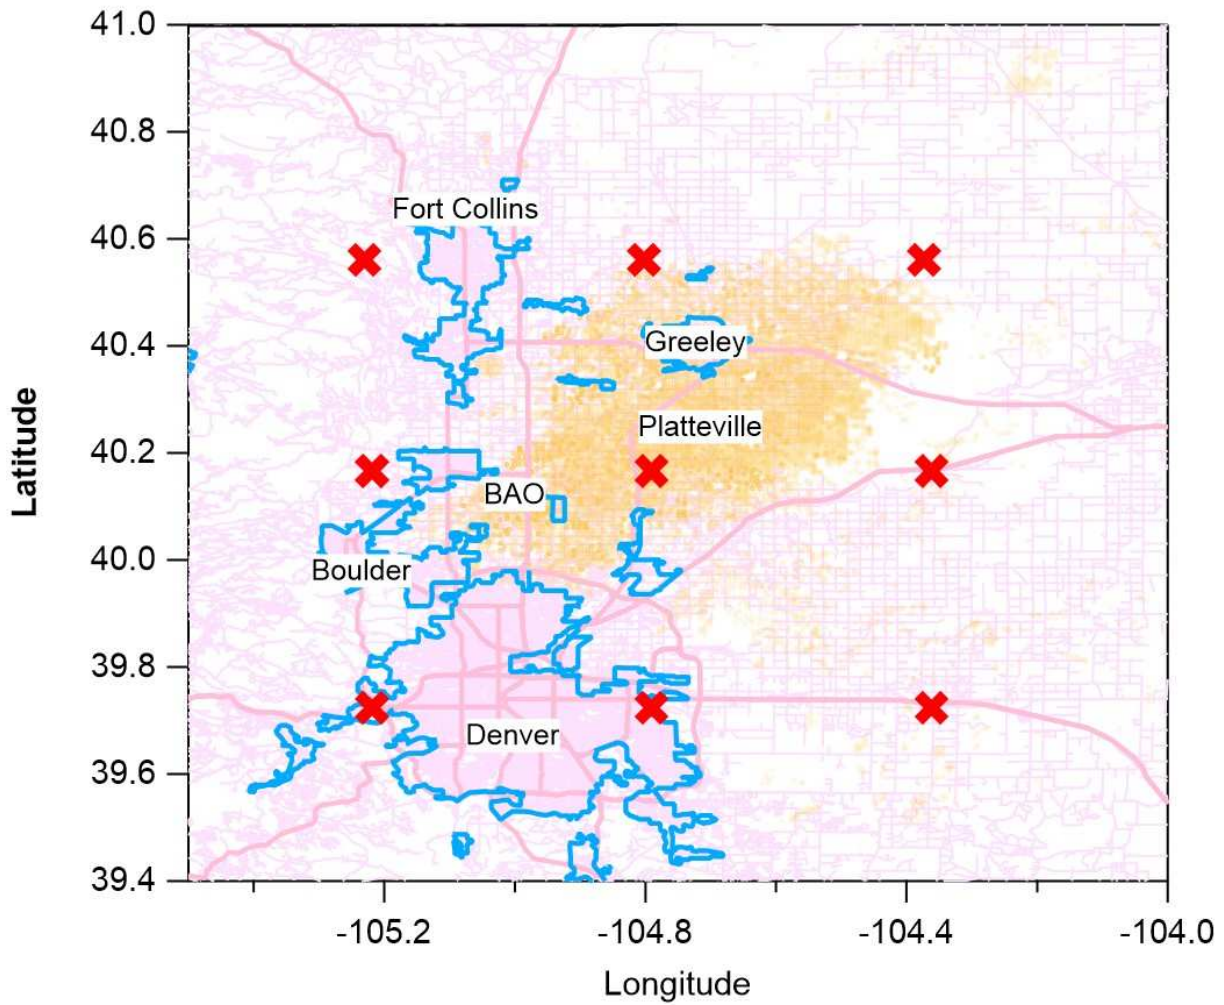 41.0
40.8
Fort Collins
40.6
40.4
Greeley
Platteville
Latitude
40.2
BAO
40.0
Boulder
39.8
Denver
39.6
39.4
-105.2
-104.8
-104.4
-104.0
Longitude